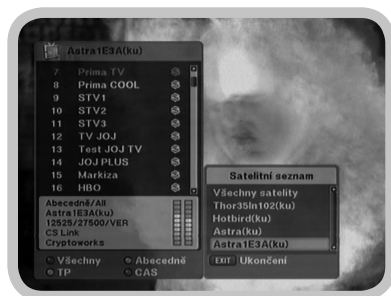 Astra1E3A(ku)
7 Prima TV
8 Prima COOL
9 STV1
10 STV2
11 STV3
12 TV JOJ
13 Test JOJ TV
14 JOJ PLUS
15 Markíza
16 HBO
Abecedně/All
Astra1E3A(ku)
12525/27500/VER
CS Link
Cryptoworks
Všechny
Abecedně
TP
CAS
Satelitní seznam
Všechny satelity
Thor35In102(ku)
Hotbird(ku)
Astra(ku)
Astra1E3A(ku)
EXIT Ukončení